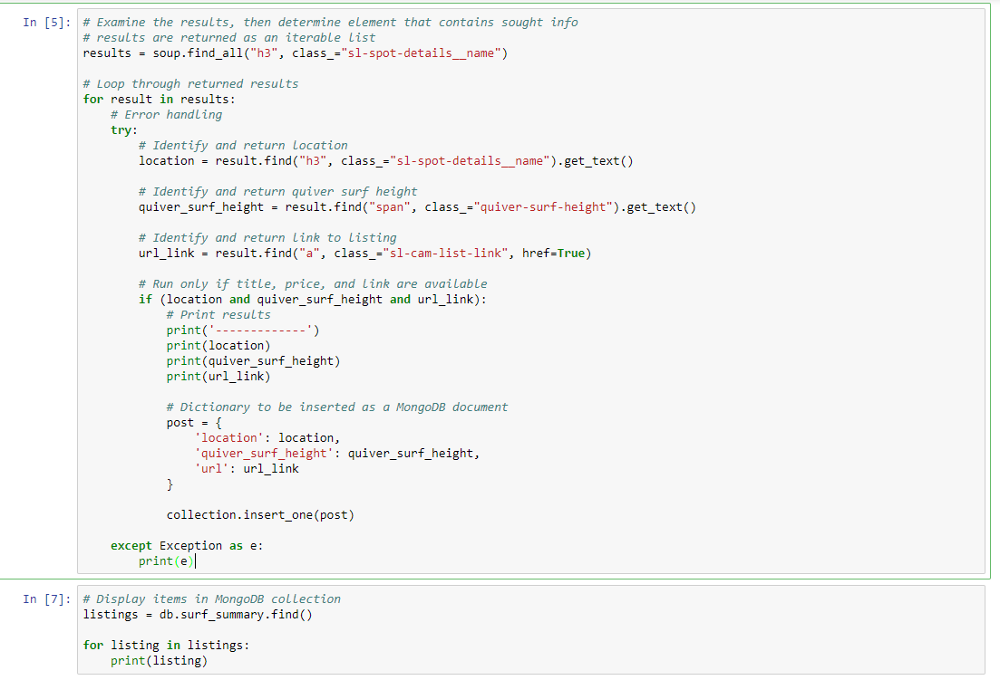 In [5]: # Examine the results, then determine element that contains sought info
# results are returned as an iterable list
results = soup.find_all("h3", class_="sl-spot-details__name")
# Loop through returned results
for result in results:
# Error handling
try:
# Identify and return location
location = result.find("h3", class_="sl-spot-details__name").get_text()
# Identify and return quiver surf height
quiver_surf_height = result.find("span", class_="quiver-surf-height").get_text()
# Identify and return link to listing
url_link = result.find("a", class_="sl-cam-list-link", href=True)
# Run only if title, price, and link are available
if (location and quiver_surf_height and url_link):
# Print results
print('-------------')
print(location)
print(quiver_surf_height)
print(url_link)
# Dictionary to be inserted as a MongoDB document
post = {
'location': location,
'quiver_surf_height': quiver_surf_height,
'url': url_link
}
collection.insert_one(post)
except Exception as e:
print(e)
In [7]: # Display items in MongoDB collection
listings = db.surf_summary.find()
for listing in listings:
print(listing)